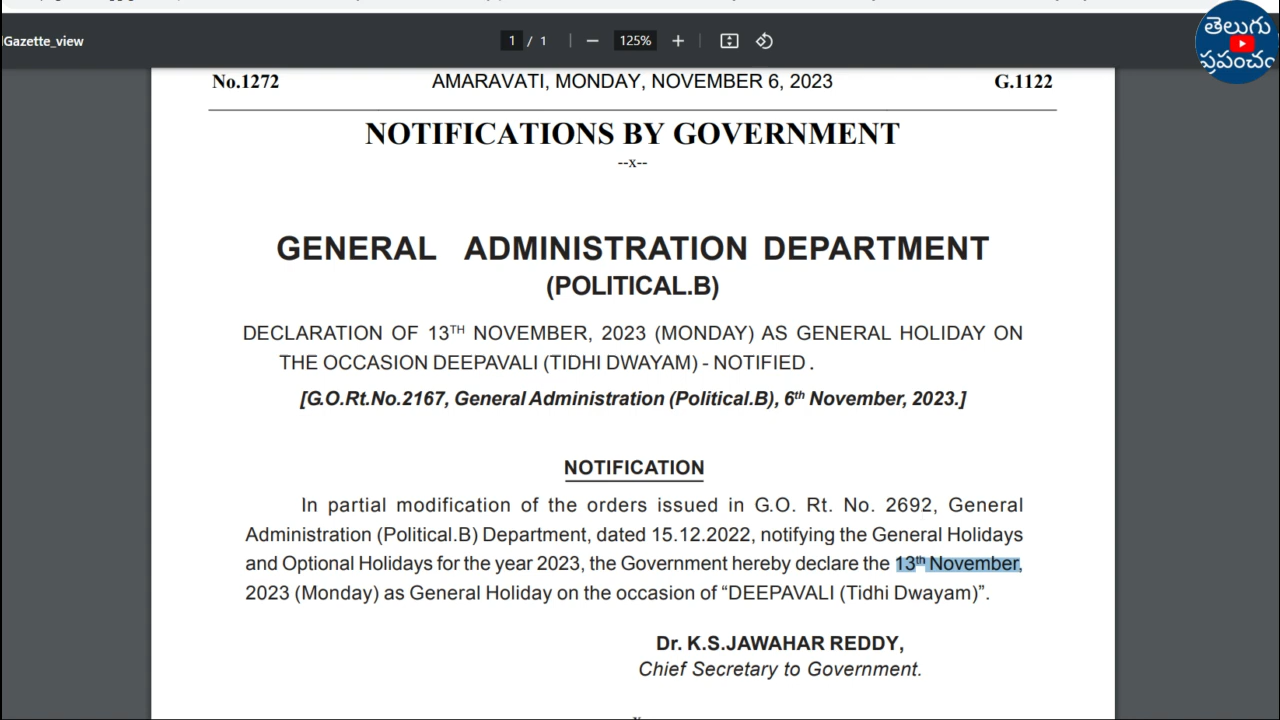 Gazette_view
1 / 1
125%
తెలుగు
ప్రపంచం
No.1272 AMARAVATI, MONDAY, NOVEMBER 6, 2023 G.1122
NOTIFICATIONS BY GOVERNMENT
--x--
GENERAL ADMINISTRATION DEPARTMENT
(POLITICAL.B)
DECLARATION OF 13TH NOVEMBER, 2023 (MONDAY) AS GENERAL HOLIDAY ON
THE OCCASION DEEPAVALI (TIDHI DWAYAM) - NOTIFIED .
[G.O.Rt.No.2167, General Administration (Political.B), 6th November, 2023.]
NOTIFICATION
In partial modification of the orders issued in G.O. Rt. No. 2692, General
Administration (Political.B) Department, dated 15.12.2022, notifying the General Holidays
and Optional Holidays for the year 2023, the Government hereby declare the 13th November,
2023 (Monday) as General Holiday on the occasion of “DEEPAVALI (Tidhi Dwayam)”.
Dr. K.S.JAWAHAR REDDY,
Chief Secretary to Government.